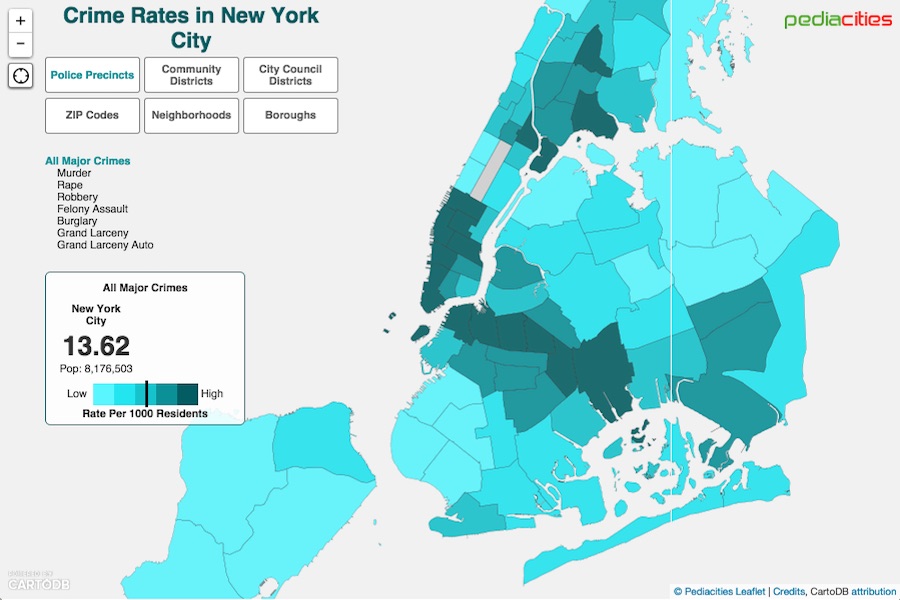 +
−
Crime Rates in New York
City
pediacities
Police Precincts
Community
Districts
City Council
Districts
ZIP Codes
Neighborhoods
Boroughs
All Major Crimes
Murder
Rape
Robbery
Felony Assault
Burglary
Grand Larceny
Grand Larceny Auto
All Major Crimes
New York
City
13.62
Pop: 8,176,503
Low
High
Rate Per 1000 Residents
POWERED BY
CARTODB
© Pediacities Leaflet | Credits, CartoDB attribution